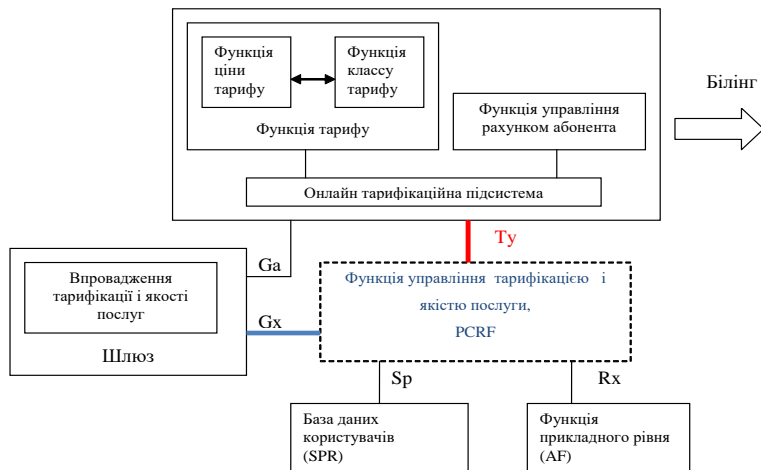 Функція
ціни
тарифу
Функція
классу
тарифу
Функція тарифу
Функція управління
рахунком абонента
Онлайн тарифікаційна підсистема
Білінг
Ту
Ga
Впровадження
тарифікації і якості
послуг
Шлюз
Gx
Функція управління тарифікацією і
якістю послуги,
PCRF
Sp
Rx
База даних
користувачів
(SPR)
Функція
прикладного рівня
(AF)